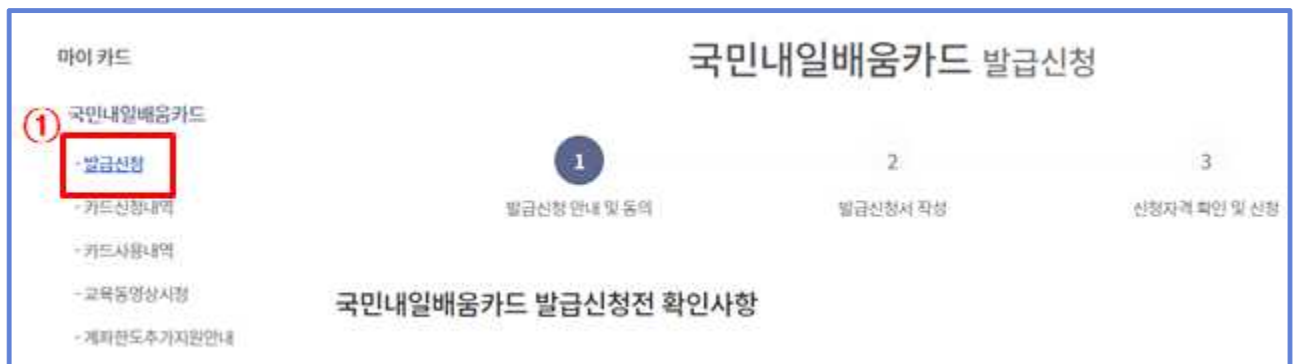 마이 카드
국민내일배움카드
①
- 발급신청
- 카드신청내역
- 카드사용내역
- 교육동영상시청
- 계좌한도추가지원안내
국민내일배움카드 발급신청
1
발급신청 안내 및 동의
2
발급신청서 작성
3
신청자격 확인 및 신청
국민내일배움카드 발급신청전 확인사항